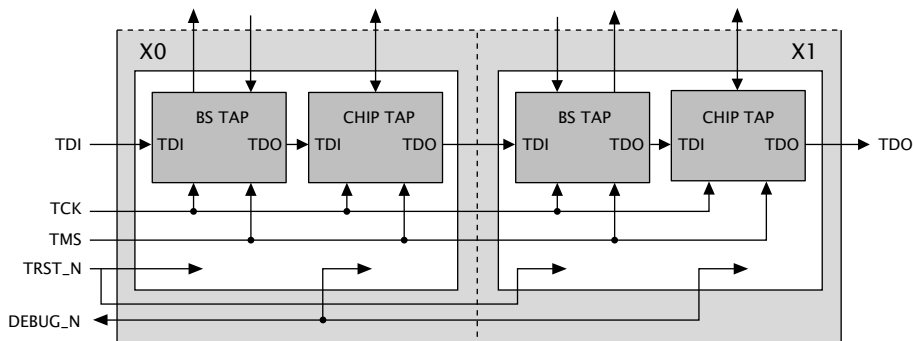 X0
X1
BS TAP
CHIP TAP
BS TAP
CHIP TAP
TDI
TDI
TDO
TDI
TDO
TDI
TDO
TDI
TDO
TDO
TCK
TMS
TRST_N
DEBUG_N